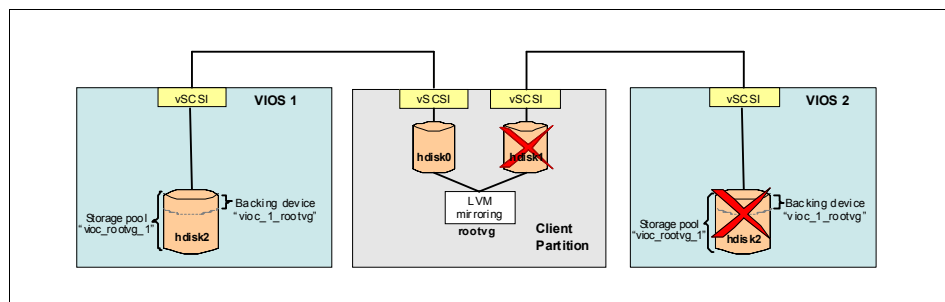 vSCSI
VIOS 1
Storage pool
"vioc_rootvg_1"
hdisk2
Backing device
"vioc_1_rootvg"
vSCSI
vSCSI
hdisk0
hdisk1
LVM
mirroring
rootvg
Client
Partition
vSCSI
VIOS 2
Storage pool
"vioc_rootvg_1"
hdisk2
Backing device
"vioc_1_rootvg"